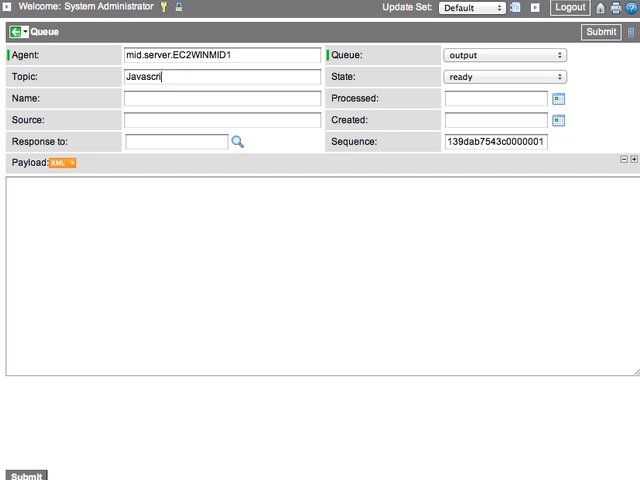 Welcome: System Administrator Update Set: Default Logout
Queue Submit
Agent: mid.server.EC2WINMID1 Queue: output
Topic: Javascri State: ready
Name: Processed:
Source: Created:
Response to: Sequence: 139dab7543c0000001
Payload: XML
Submit